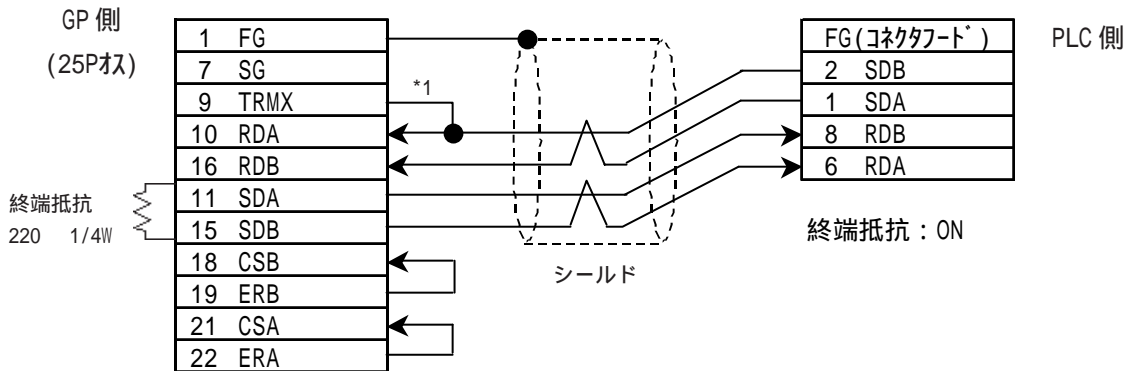 GP 側
(25Pオス)
1 FG
7 SG
9 TRMX
10 RDA
16 RDB
11 SDA
15 SDB
18 CSB
19 ERB
21 CSA
22 ERA
*1
終端抵抗
220 1/4W
シールド
PLC 側
FG(コネクタフード)
2 SDB
1 SDA
8 RDB
6 RDA
終端抵抗：ON